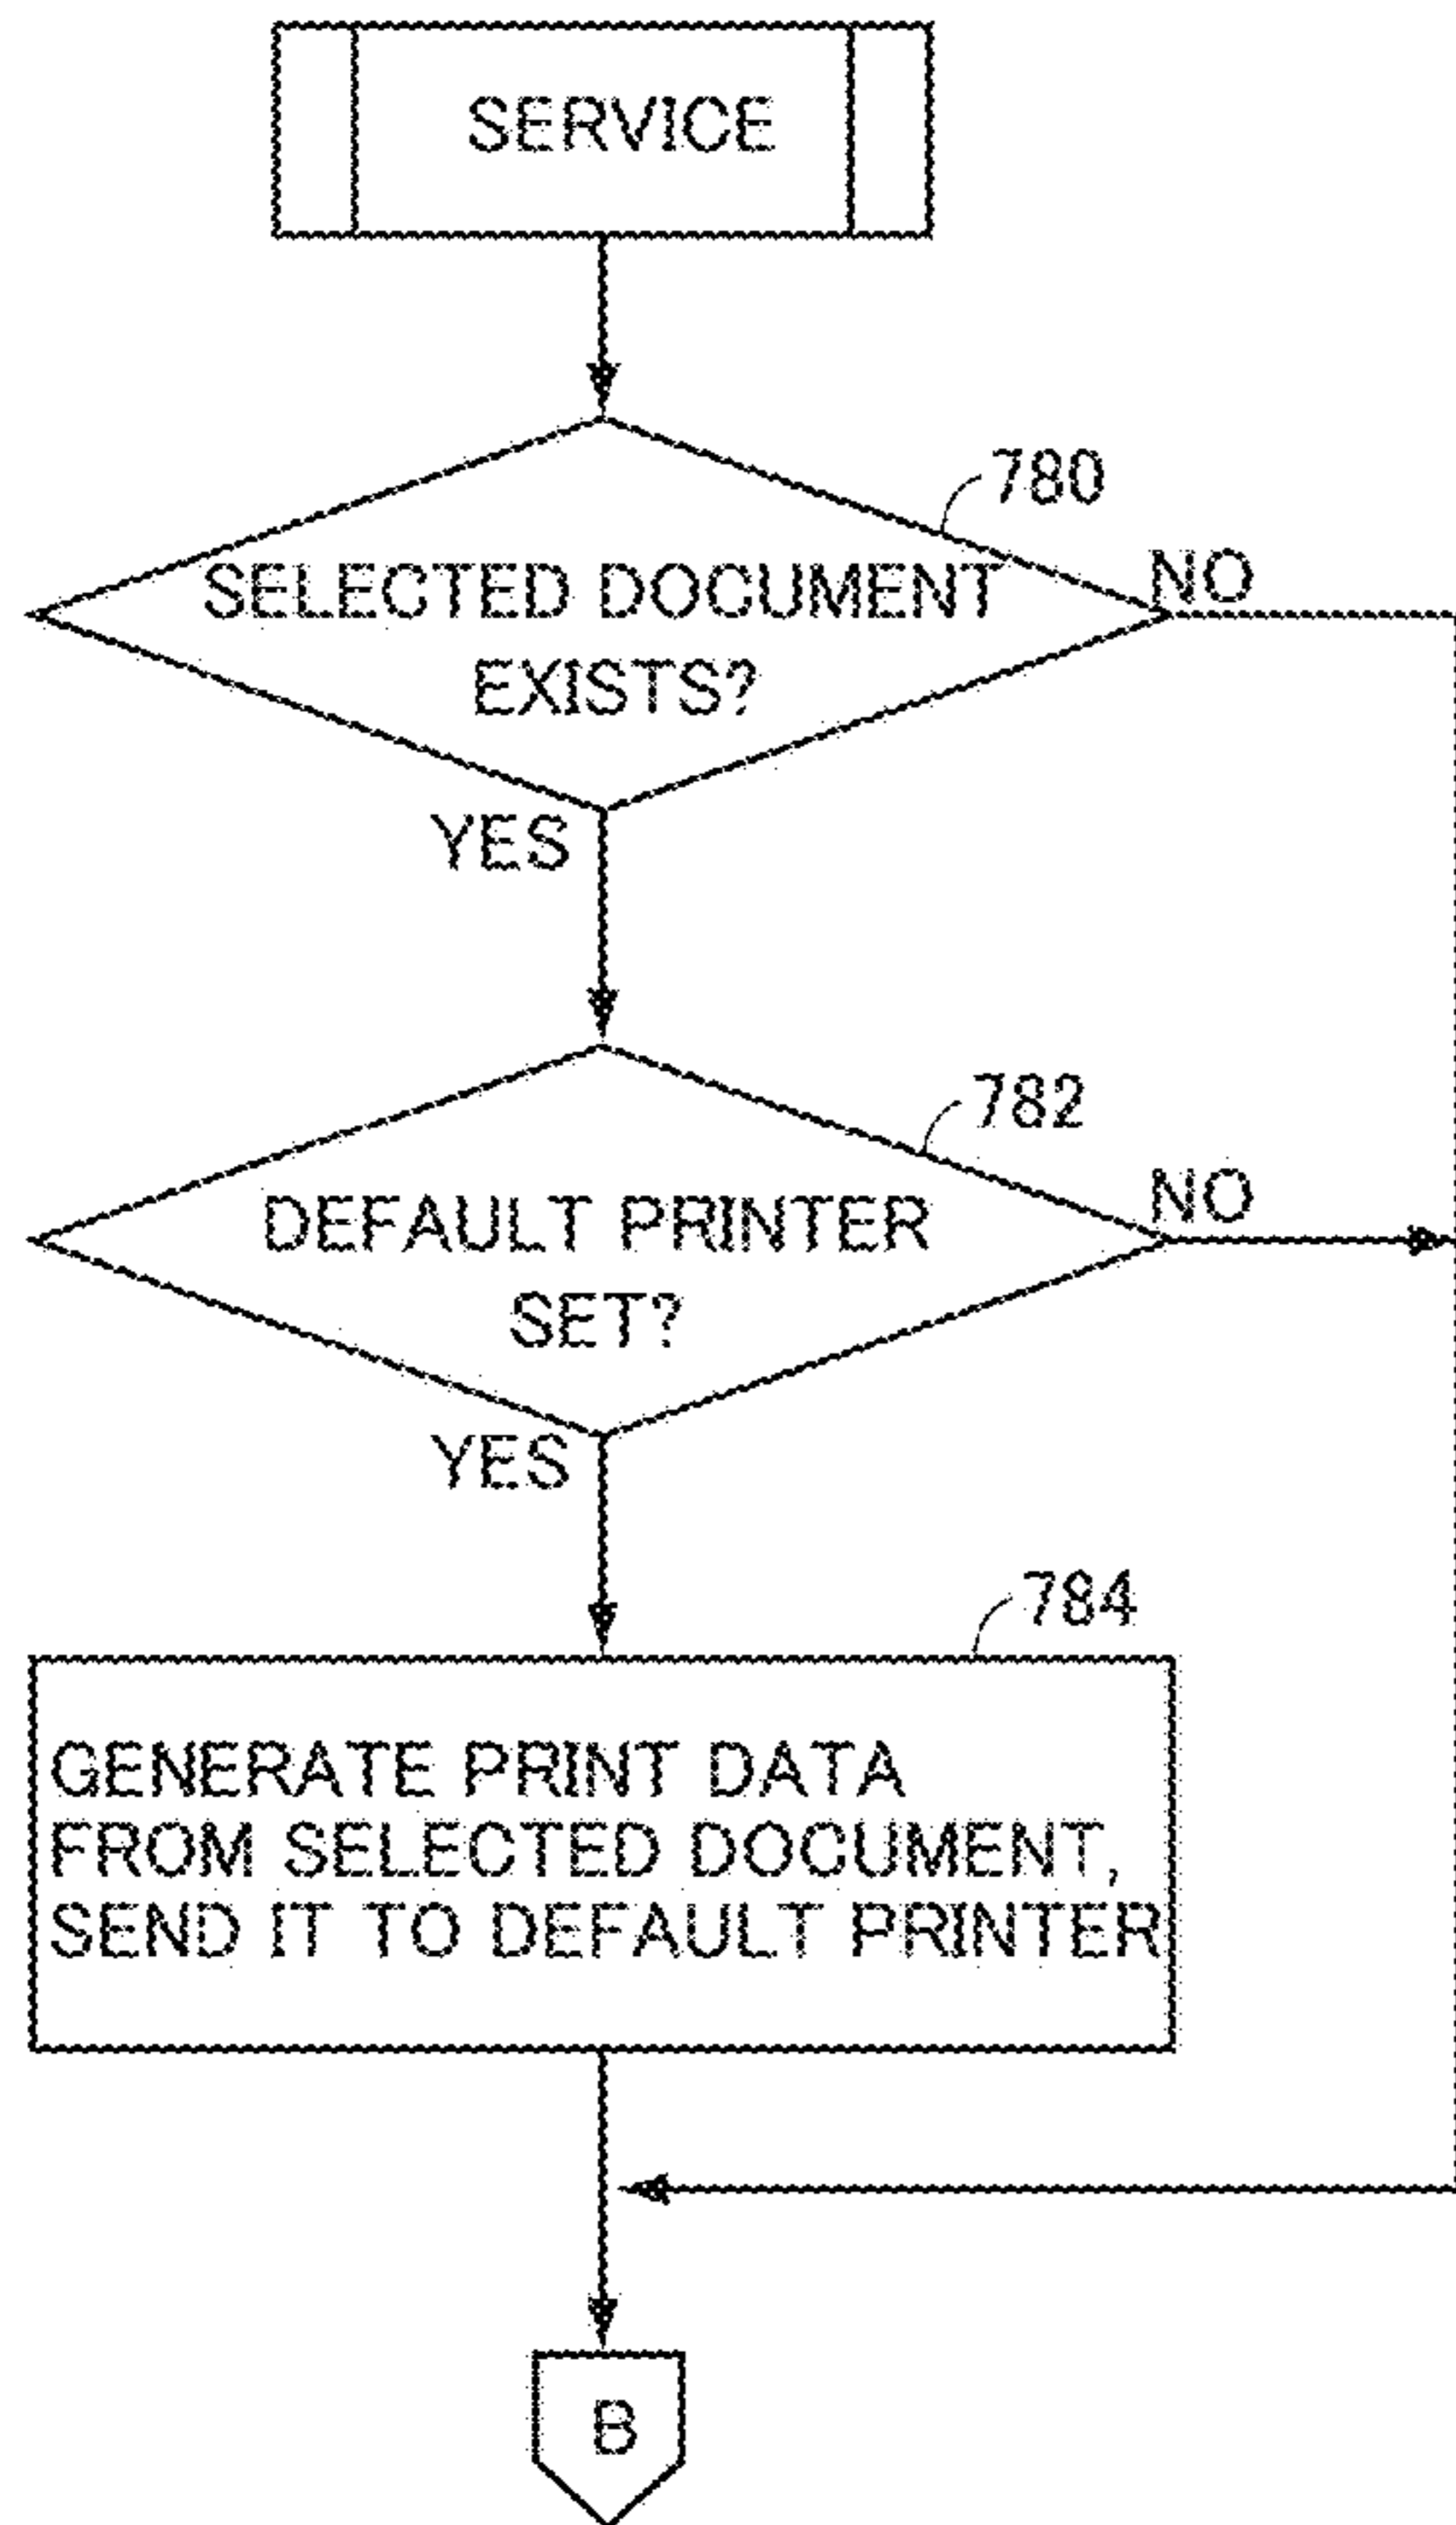 SERVICE
780
SELECTED DOCUMENT
EXISTS?
NO
YES
782
DEFAULT PRINTER
SET?
NO
YES
784
GENERATE PRINT DATA
FROM SELECTED DOCUMENT,
SEND IT TO DEFAULT PRINTER
B